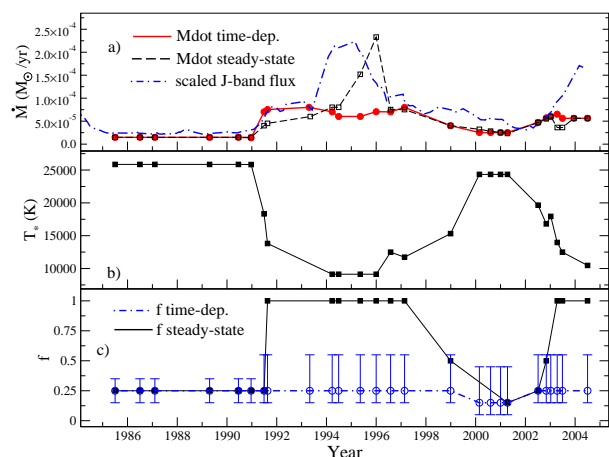 a)
Mdot time-dep.
Mdot steady-state
scaled J-band flux
Ṁ (M⊙/yr)
2.5×10⁻⁴
2.0×10⁻⁴
1.5×10⁻⁴
1.0×10⁻⁴
5.0×10⁻⁵
0.0
T* (K)
25000
20000
15000
10000
b)
f
1
0.75
0.5
0.25
0
f time-dep.
f steady-state
c)
1986 1988 1990 1992 1994 1996 1998 2000 2002 2004
Year